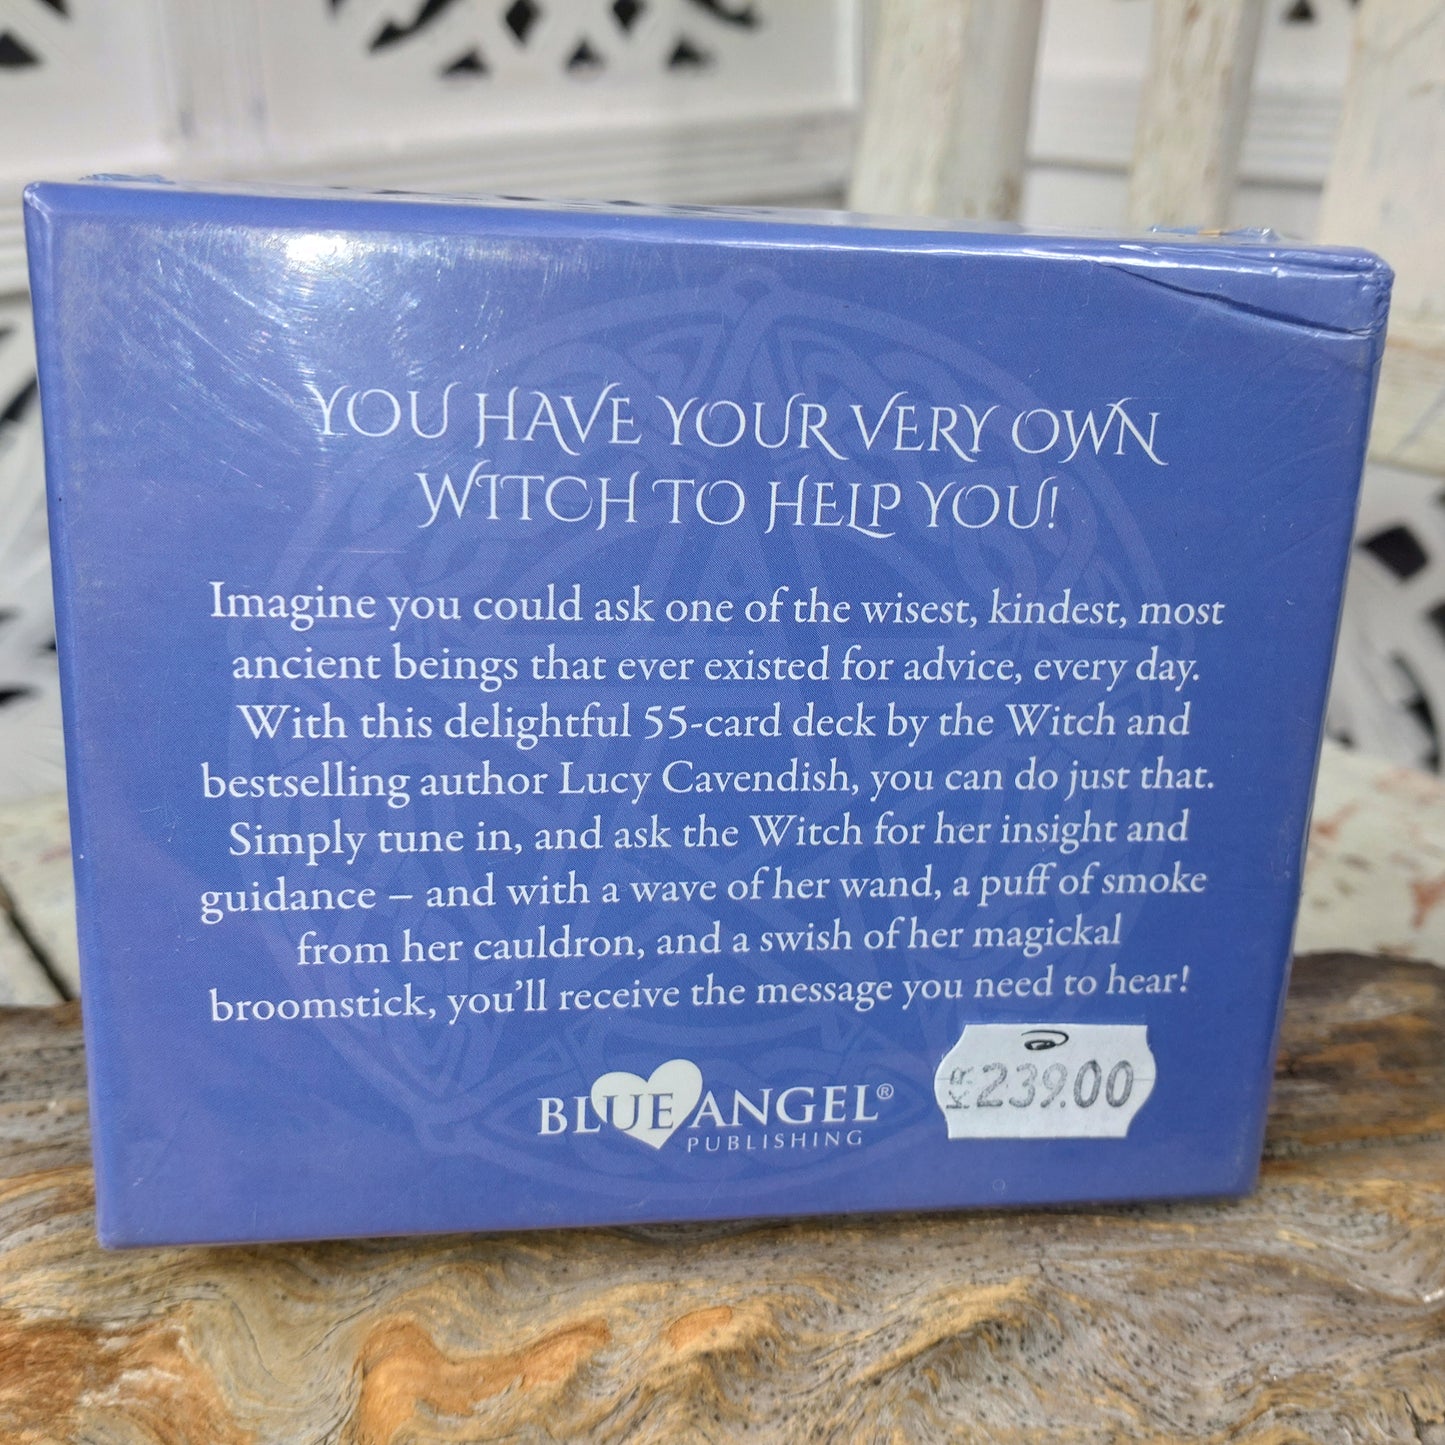 YOU HAVE YOUR VERY OWN
WITCH TO HELP YOU!
Imagine you could ask one of the wisest, kindest, most
ancient beings that ever existed for advice, every day.
With this delightful 55-card deck by the Witch and
bestselling author Lucy Cavendish, you can do just that.
Simply tune in, and ask the Witch for her insight and
guidance – and with a wave of her wand, a puff of smoke
from her cauldron, and a swish of her magickal
broomstick, you'll receive the message you need to hear!
BLUE ANGEL®
PUBLISHING
KR 239.00